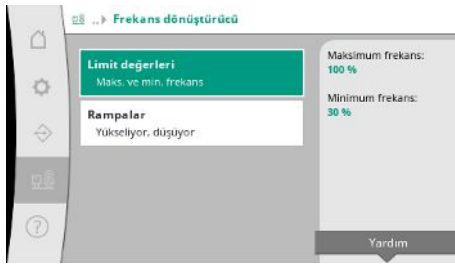 ..▸ Frekans dönüştürücü
Limit değerleri
Maks. ve min. frekans
Rampalar
Yükseliyor, düşüyor
Maksimum frekans:
100 %
Minimum frekans:
30 %
?
Yardım